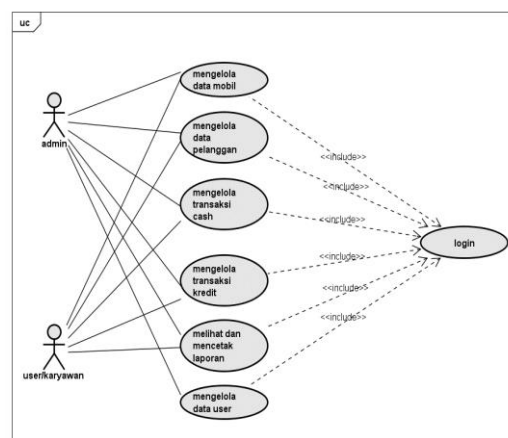 uc
mengelola
data mobil
mengelola
data
pelanggan
admin
<<include>>
<<include>>
mengelola
transaksi
cash
<<include>>
login
mengelola
transaksi
kredit
<<include>>
<<include>>
melihat dan
mencetak
laporan
<<include>>
user/karyawan
mengelola
data user